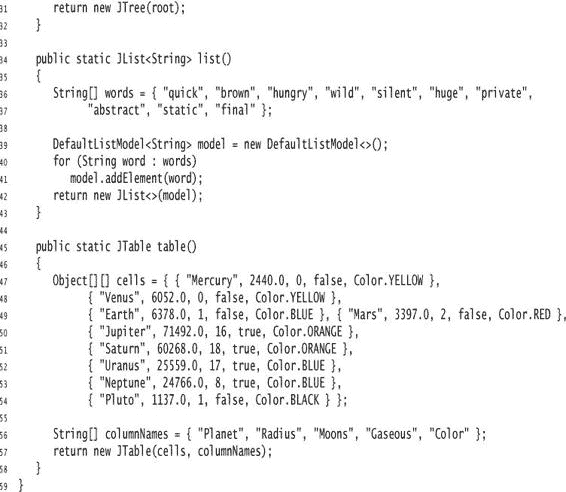 31 return new JTree(root);
32 }
33
34 public static JList<String> list()
35 {
36 String[] words = { "quick", "brown", "hungry", "wild", "silent", "huge", "private",
37 "abstract", "static", "final" };
38
39 DefaultListModel<String> model = new DefaultListModel<>();
40 for (String word : words)
41 model.addElement(word);
42 return new JList<>(model);
43 }
44
45 public static JTable table()
46 {
47 Object[][] cells = { { "Mercury", 2440.0, 0, false, Color.YELLOW },
48 { "Venus", 6052.0, 0, false, Color.YELLOW },
49 { "Earth", 6378.0, 1, false, Color.BLUE }, { "Mars", 3397.0, 2, false, Color.RED },
50 { "Jupiter", 71492.0, 16, true, Color.ORANGE },
51 { "Saturn", 60268.0, 18, true, Color.ORANGE },
52 { "Uranus", 25559.0, 17, true, Color.BLUE },
53 { "Neptune", 24766.0, 8, true, Color.BLUE },
54 { "Pluto", 1137.0, 1, false, Color.BLACK } };
55
56 String[] columnNames = { "Planet", "Radius", "Moons", "Gaseous", "Color" };
57 return new JTable(cells, columnNames);
58 }
59 }